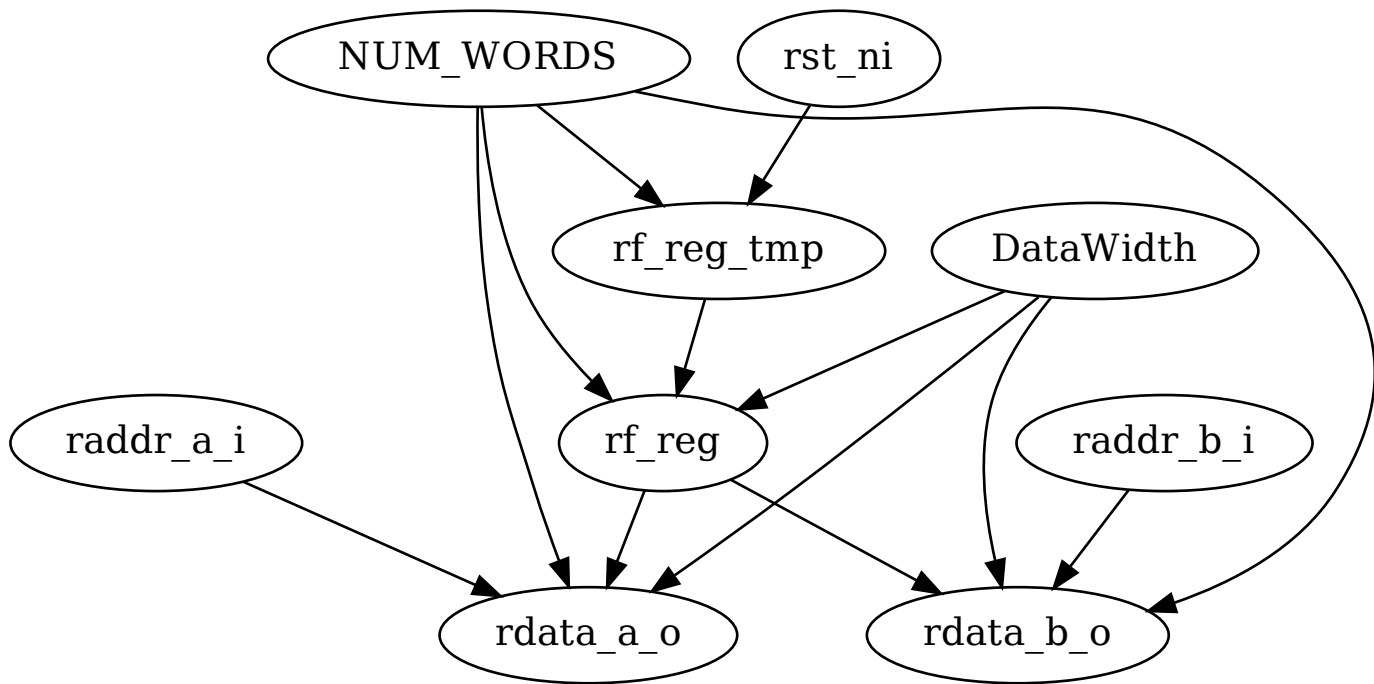 NUM_WORDS
rst_ni
rf_reg_tmp
DataWidth
raddr_a_i
rf_reg
raddr_b_i
rdata_a_o
rdata_b_o